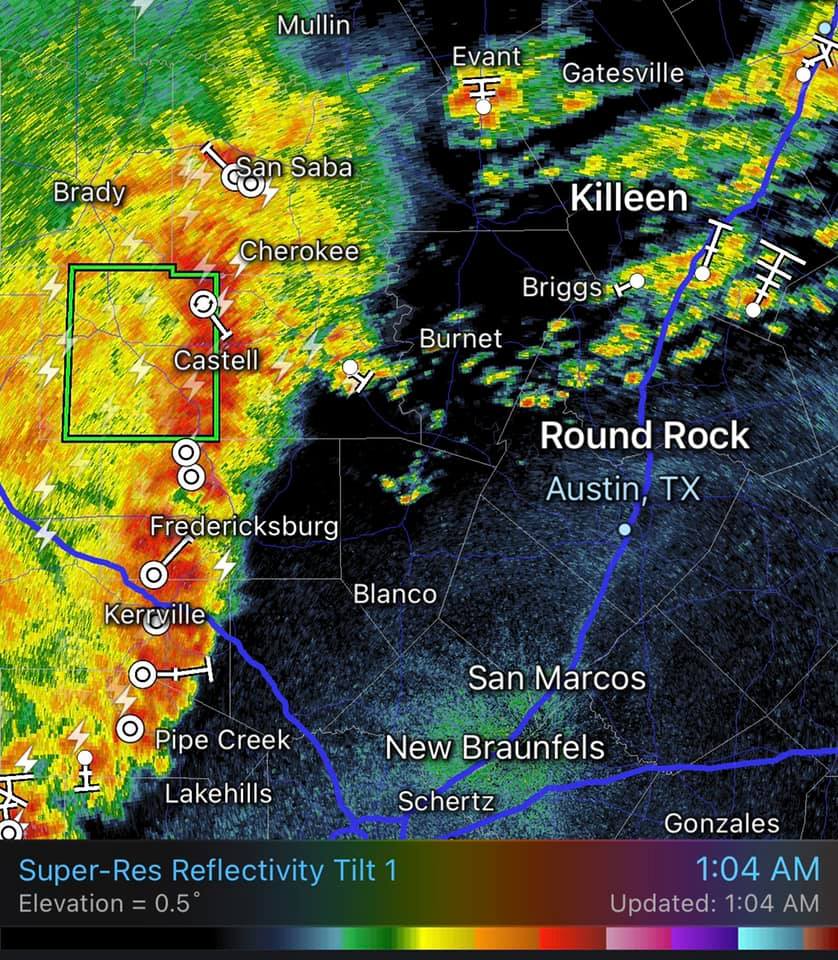 Mullin
Evant
Gatesville
San Saba
Brady
Killeen
Cherokee
Briggs
Burnet
Castell
Round Rock
Austin, TX
Fredericksburg
Blanco
Kerrville
San Marcos
Pipe Creek
New Braunfels
Lakehills
Schertz
Gonzales
Super-Res Reflectivity Tilt 1
1:04 AM
Elevation = 0.5°
Updated: 1:04 AM